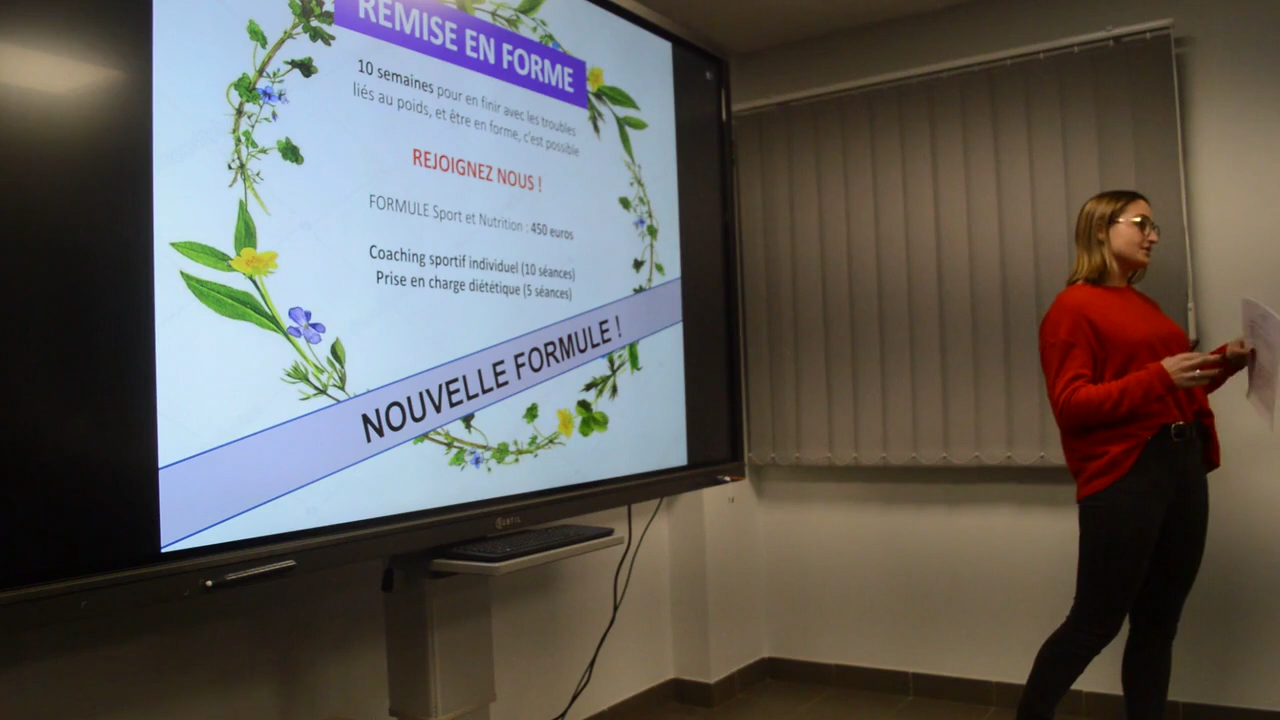 REMISE EN FORME
10 semaines pour en finir avec les troubles
liés au poids, et être en forme, c'est possible
REJOIGNEZ NOUS !
FORMULE Sport et Nutrition : 450 euros
Coaching sportif individuel (10 séances)
Prise en charge diététique (5 séances)
NOUVELLE FORMULE !